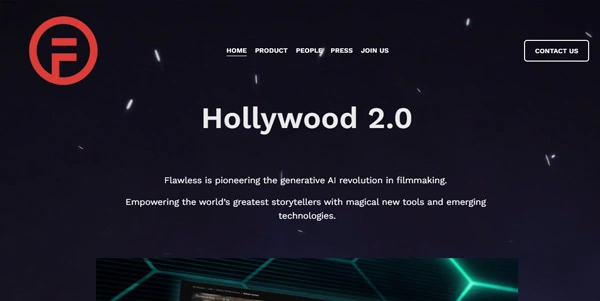 F
HOME PRODUCT PEOPLE PRESS JOIN US CONTACT US
Hollywood 2.0
Flawless is pioneering the generative AI revolution in filmmaking.
Empowering the world's greatest storytellers with magical new tools and emerging
technologies.